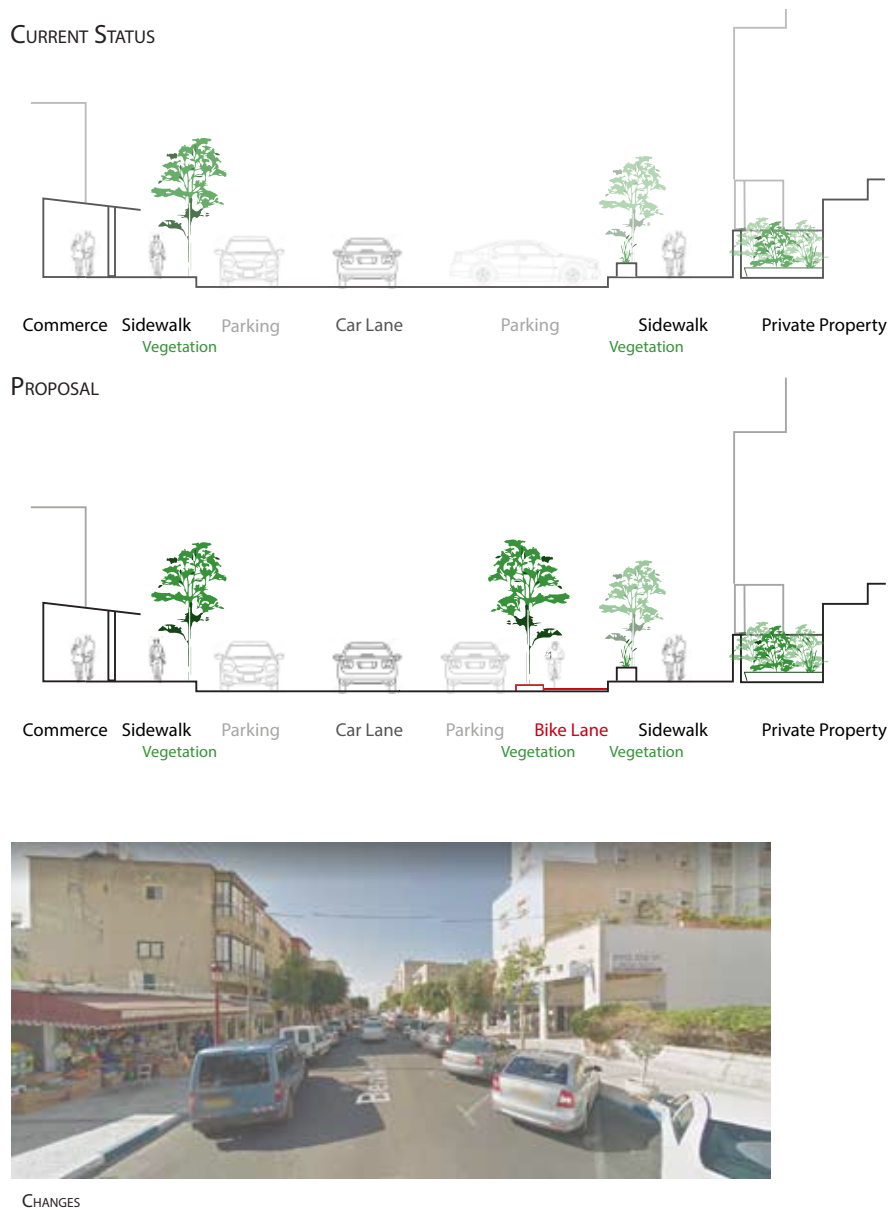 CURRENT STATUS
Commerce Sidewalk Parking Car Lane Parking Sidewalk Private Property
Vegetation Vegetation
PROPOSAL
Commerce Sidewalk Parking Car Lane Parking Bike Lane Sidewalk Private Property
Vegetation Vegetation Vegetation
CHANGES